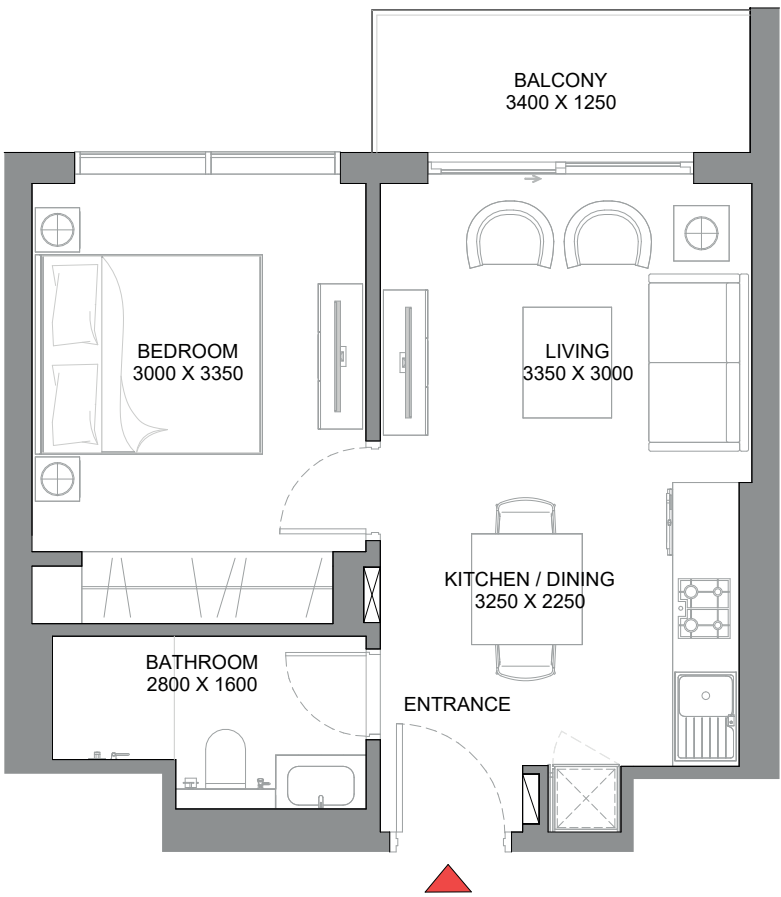 BALCONY
3400 X 1250
BEDROOM
3000 X 3350
LIVING
3350 X 3000
KITCHEN / DINING
3250 X 2250
BATHROOM
2800 X 1600
ENTRANCE